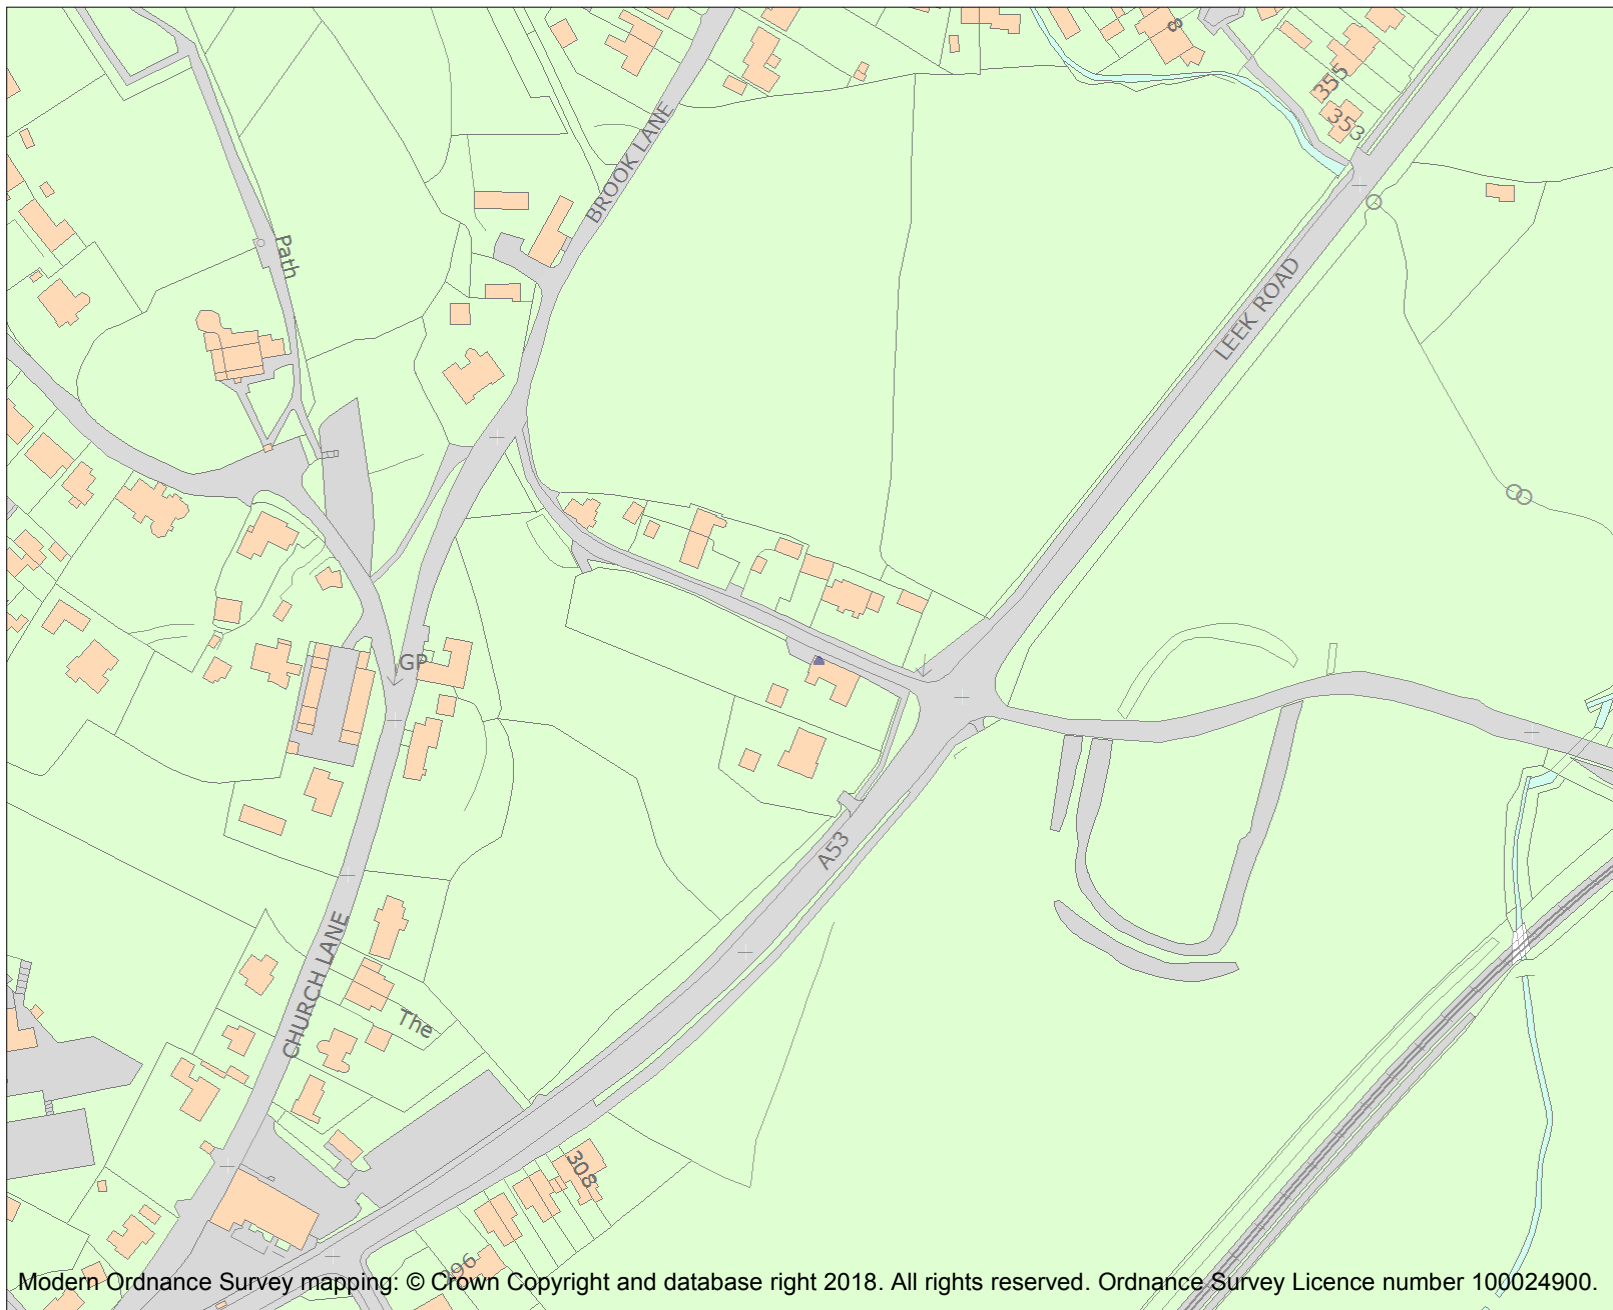 8
355
353
BROOK LANE
Path
LEEK ROAD
GP
A53
CHURCH LANE
The
308
296
Modern Ordnance Survey mapping: © Crown Copyright and database right 2018. All rights reserved. Ordnance Survey Licence number 100024900.